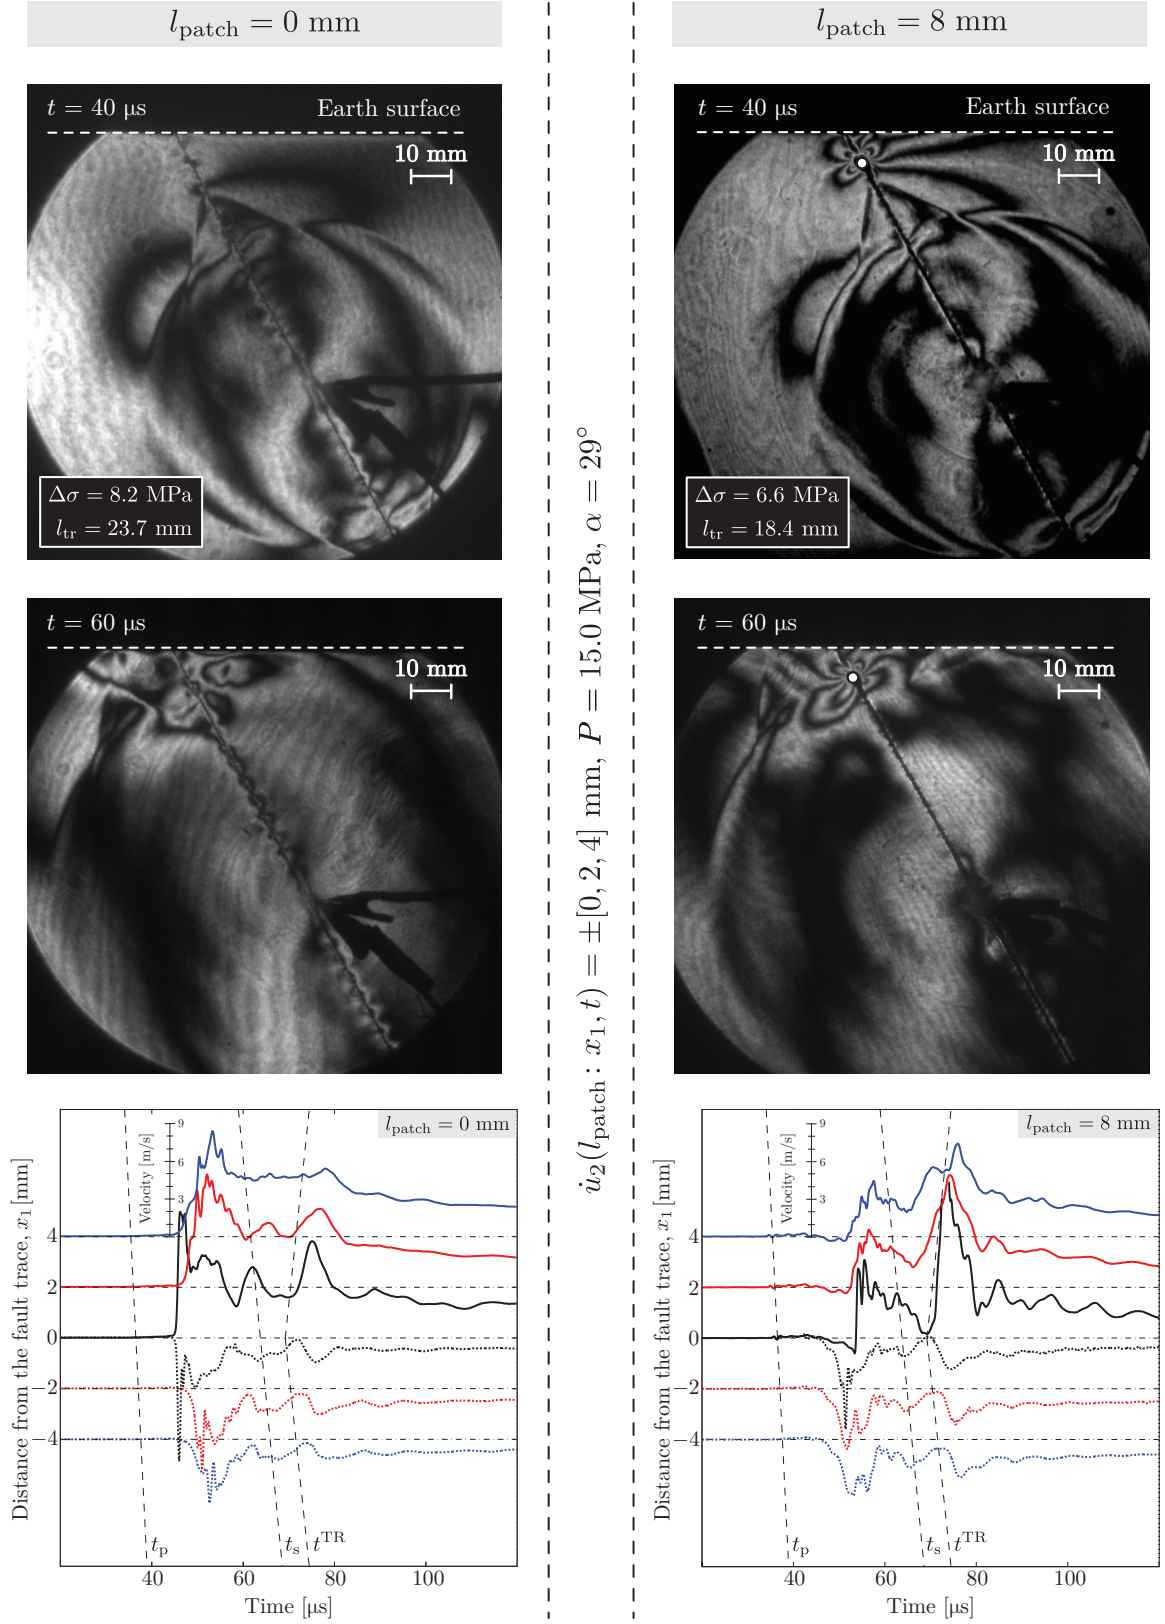 l_patch = 0 mm
t = 40 μs
Earth surface
10 mm
Δσ = 8.2 MPa
l_tr = 23.7 mm
t = 60 μs
10 mm
l_patch = 0 mm
Velocity [m/s]
9
6
3
Distance from the fault trace, x₁ [mm]
4
2
0
−2
−4
t_p
t_s
t^TR
40
60
80
100
Time [μs]
u̇₂(l_patch : x₁, t) = ±[0, 2, 4] mm, P = 15.0 MPa, α = 29°
l_patch = 8 mm
t = 40 μs
Earth surface
10 mm
Δσ = 6.6 MPa
l_tr = 18.4 mm
t = 60 μs
10 mm
l_patch = 8 mm
Velocity [m/s]
9
6
3
Distance from the fault trace, x₁ [mm]
4
2
0
−2
−4
t_p
t_s
t^TR
40
60
80
100
Time [μs]